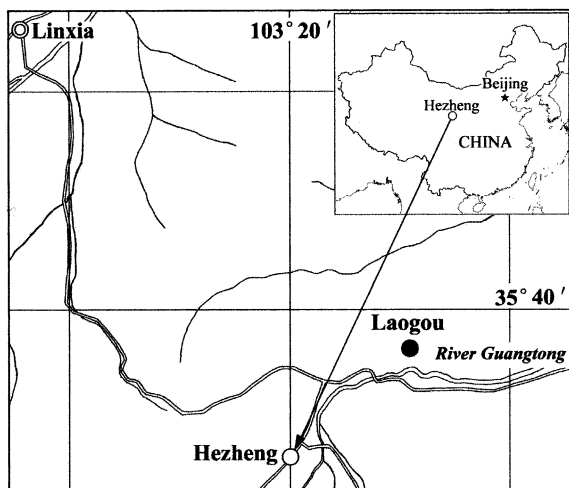 Linxia
103° 20′
Beijing
Hezheng
CHINA
35° 40′
Laogou
River Guangtong
Hezheng